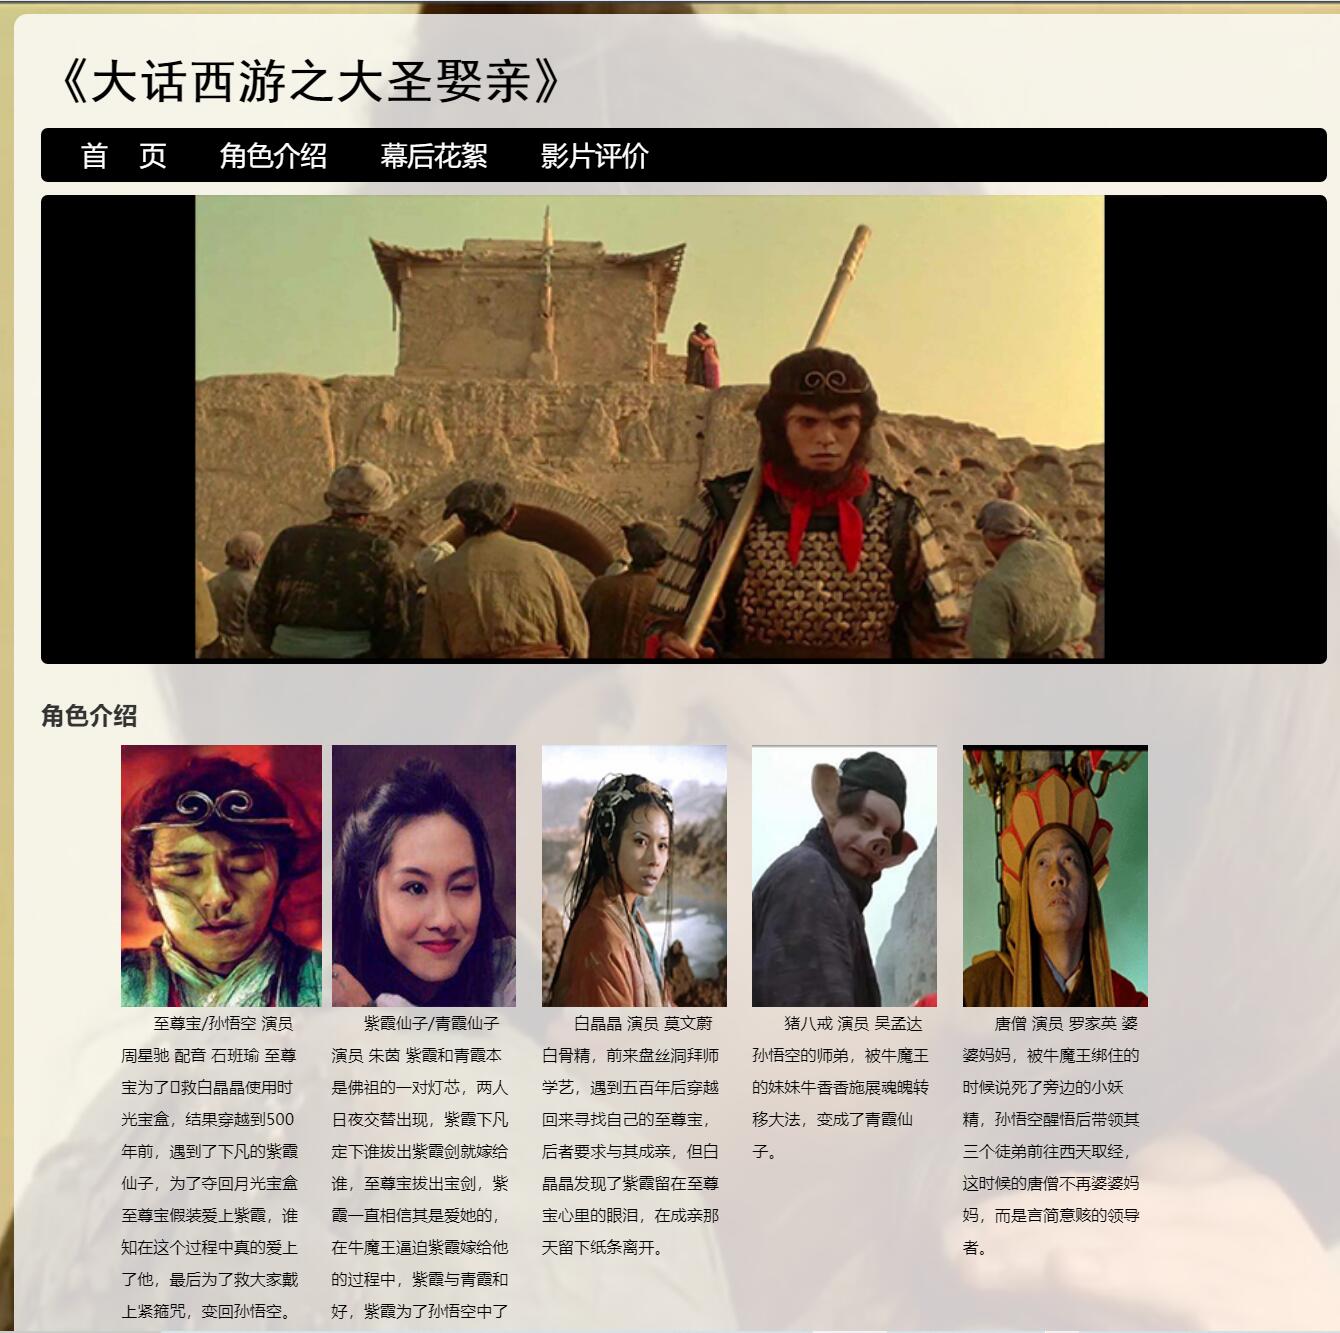 《大话西游之大圣娶亲》
首 页 角色介绍 幕后花絮 影片评价
角色介绍
至尊宝/孙悟空 演员
周星驰 配音 石班瑜 至尊
宝为了▯救白晶晶使用时
光宝盒，结果穿越到500
年前，遇到了下凡的紫霞
仙子，为了夺回月光宝盒
至尊宝假装爱上紫霞，谁
知在这个过程中真的爱上
了他，最后为了救大家戴
上紧箍咒，变回孙悟空。
紫霞仙子/青霞仙子
演员 朱茵 紫霞和青霞本
是佛祖的一对灯芯，两人
日夜交替出现，紫霞下凡
定下谁拔出紫霞剑就嫁给
谁，至尊宝拔出宝剑，紫
霞一直相信其是爱她的，
在牛魔王逼迫紫霞嫁给他
的过程中，紫霞与青霞和
好，紫霞为了孙悟空中了
白晶晶 演员 莫文蔚
白骨精，前来盘丝洞拜师
学艺，遇到五百年后穿越
回来寻找自己的至尊宝，
后者要求与其成亲，但白
晶晶发现了紫霞留在至尊
宝心里的眼泪，在成亲那
天留下纸条离开。
猪八戒 演员 吴孟达
孙悟空的师弟，被牛魔王
的妹妹牛香香施展魂魄转
移大法，变成了青霞仙
子。
唐僧 演员 罗家英 婆
婆妈妈，被牛魔王绑住的
时候说死了旁边的小妖
精，孙悟空醒悟后带领其
三个徒弟前往西天取经，
这时候的唐僧不再婆婆妈
妈，而是言简意赅的领导
者。